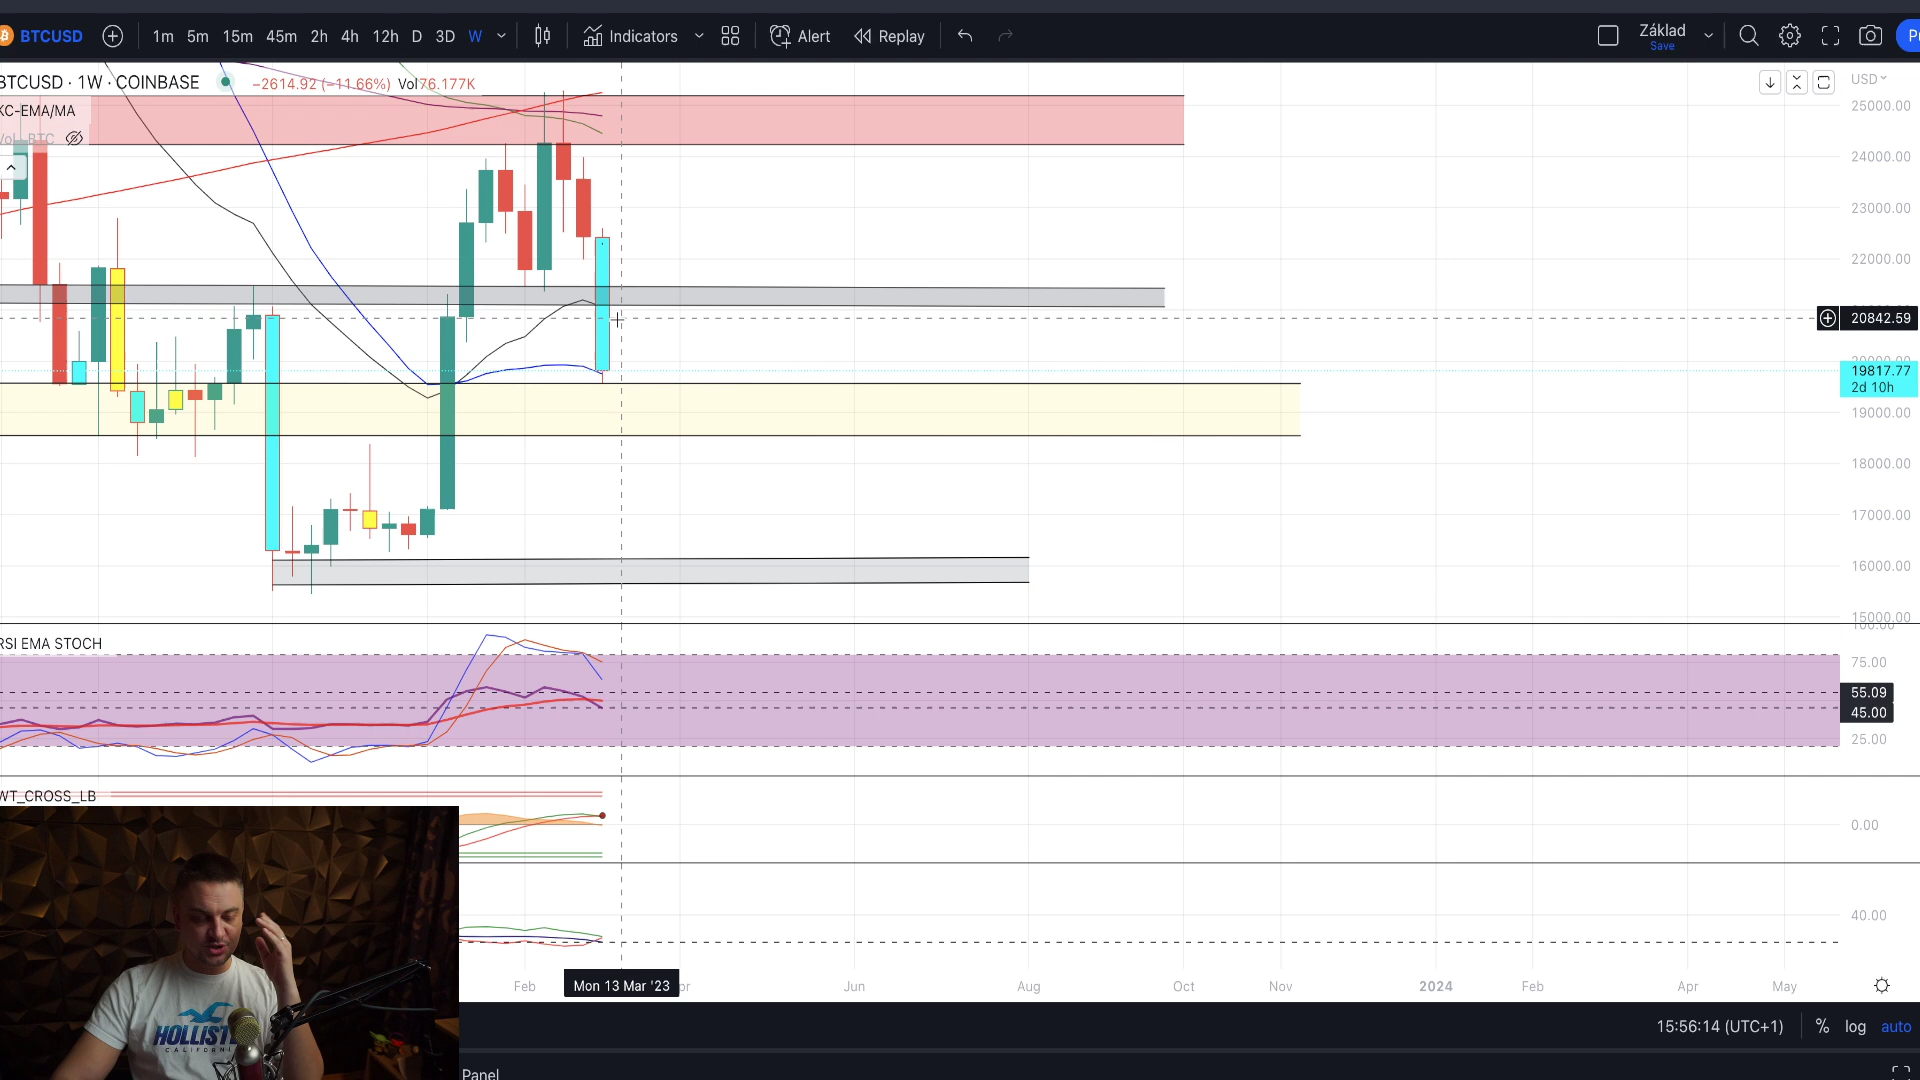 BTCUSD 1m 5m 15m 45m 2h 4h 12h D 3D W Indicators Alert Replay Základ
Save
BTCUSD · 1W · COINBASE −2614.92 (−11.66%) Vol 76.177K USD
KC-EMA/MA
Vol · BTC
25000.00
24000.00
23000.00
22000.00
20842.59
20000.00
19817.77
2d 10h
19000.00
18000.00
17000.00
16000.00
15000.00
100.00
RSI EMA STOCH
75.00
55.09
45.00
25.00
WT_CROSS_LB
0.00
40.00
Feb Mon 13 Mar '23 pr Jun Aug Oct Nov 2024 Feb Apr May
HOLLIST
CALIFORNI
15:56:14 (UTC+1) % log auto
Panel